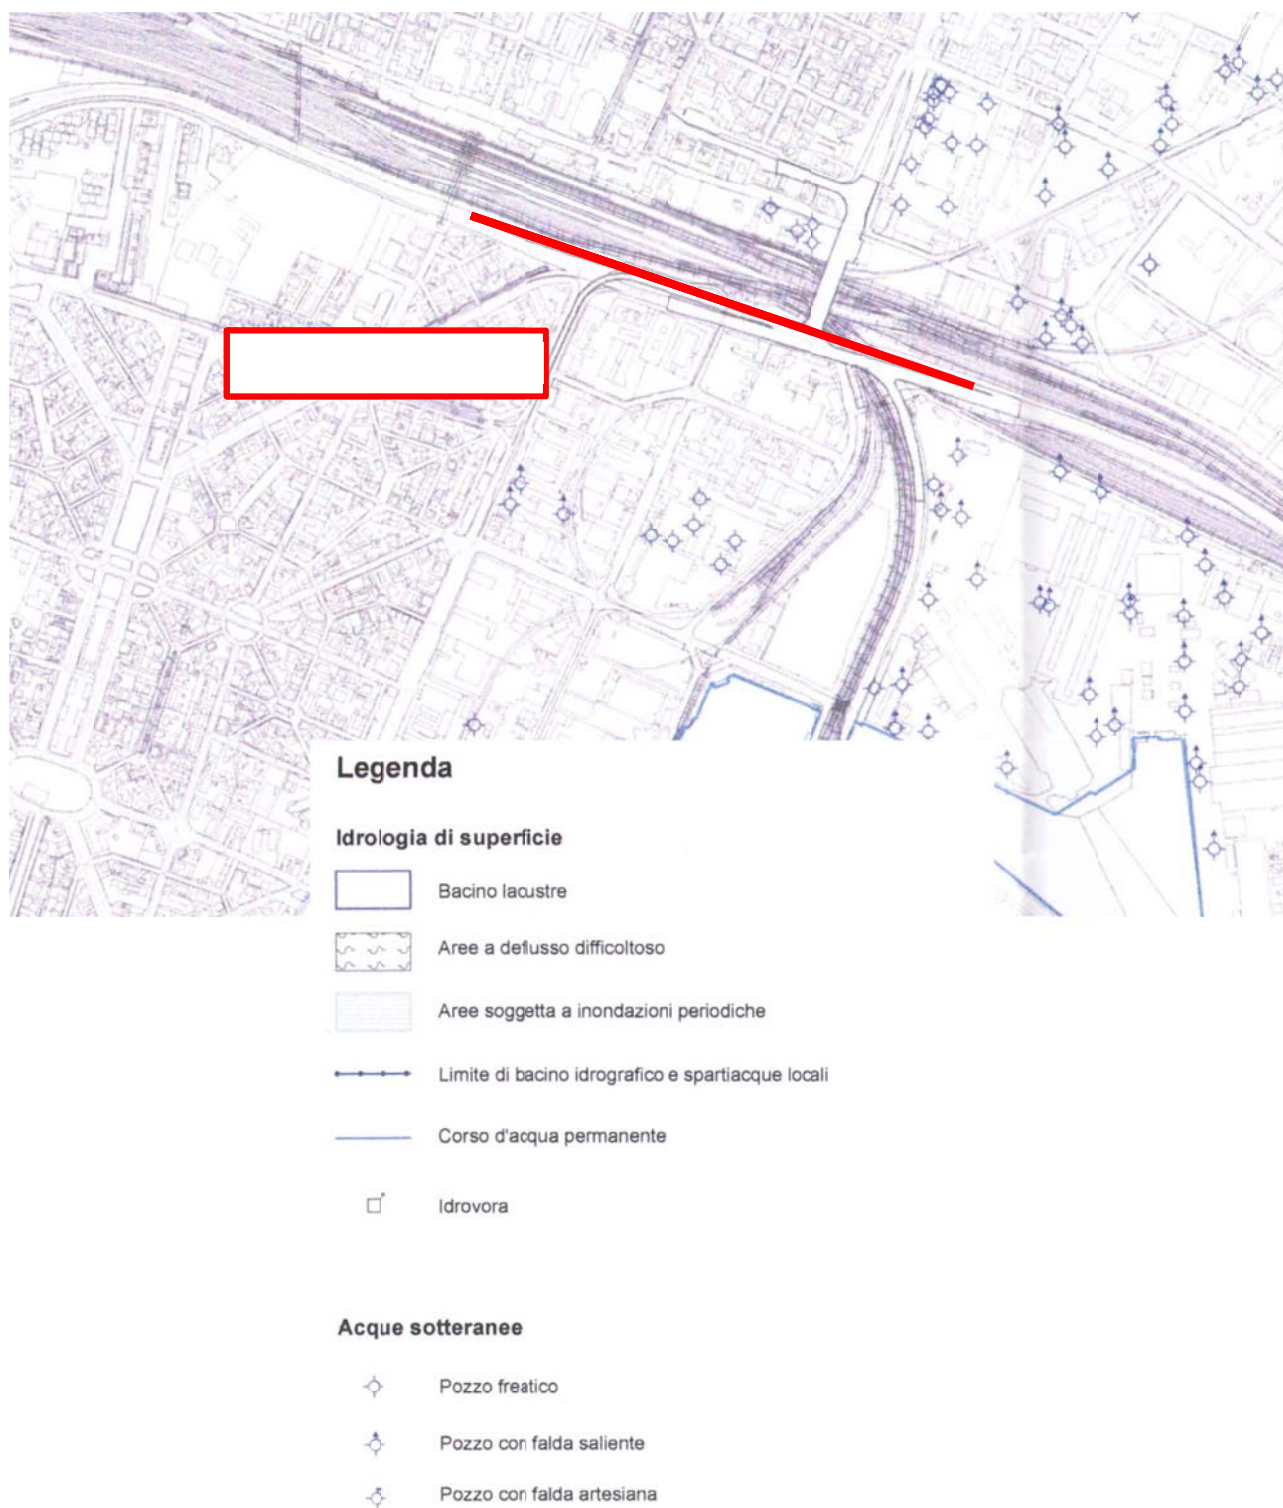 Legenda
Idrologia di superficie
Bacino lacustre
Aree a deflusso difficoltoso
Aree soggetta a inondazioni periodiche
Limite di bacino idrografico e spartiacque locali
Corso d'acqua permanente
Idrovora
Acque sotteranee
Pozzo freatico
Pozzo con falda saliente
Pozzo con falda artesiana